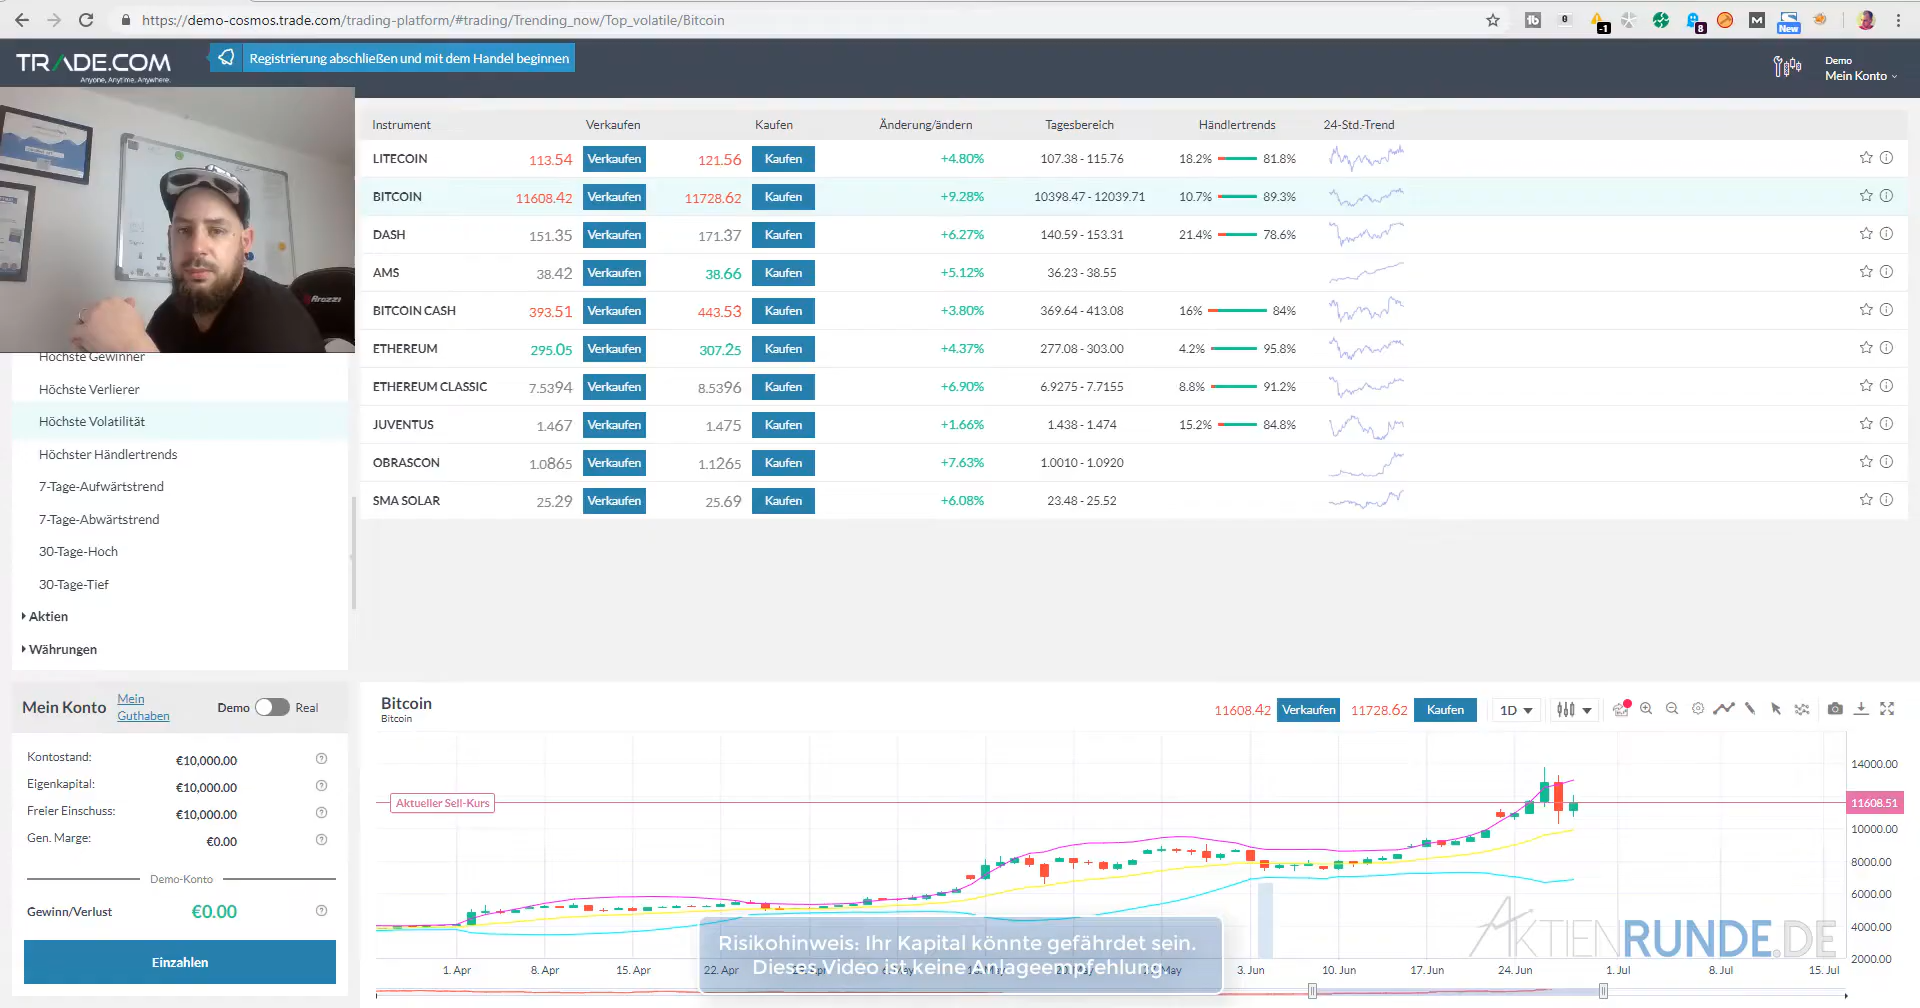 https://demo-cosmos.trade.com/trading-platform/#trading/Trending_now/Top_volatile/Bitcoin
-1
8
New
TRADE.COM
Anyone, Anytime, Anywhere.
Registrierung abschließen und mit dem Handel beginnen
Demo
Mein Konto
Instrument Verkaufen Kaufen Änderung/ändern Tagesbereich Händlertrends 24-Std.-Trend
LITECOIN 113.54 Verkaufen 121.56 Kaufen +4.80% 107.38 - 115.76 18.2% 81.8%
BITCOIN 11608.42 Verkaufen 11728.62 Kaufen +9.28% 10398.47 - 12039.71 10.7% 89.3%
DASH 151.35 Verkaufen 171.37 Kaufen +6.27% 140.59 - 153.31 21.4% 78.6%
AMS 38.42 Verkaufen 38.66 Kaufen +5.12% 36.23 - 38.55
BITCOIN CASH 393.51 Verkaufen 443.53 Kaufen +3.80% 369.64 - 413.08 16% 84%
ETHEREUM 295.05 Verkaufen 307.25 Kaufen +4.37% 277.08 - 303.00 4.2% 95.8%
ETHEREUM CLASSIC 7.5394 Verkaufen 8.5396 Kaufen +6.90% 6.9275 - 7.7155 8.8% 91.2%
JUVENTUS 1.467 Verkaufen 1.475 Kaufen +1.66% 1.438 - 1.474 15.2% 84.8%
OBRASCON 1.0865 Verkaufen 1.1265 Kaufen +7.63% 1.0010 - 1.0920
SMA SOLAR 25.29 Verkaufen 25.69 Kaufen +6.08% 23.48 - 25.52
Arozzi
Höchste Gewinner
Höchste Verlierer
Höchste Volatilität
Höchster Händlertrends
7-Tage-Aufwärtstrend
7-Tage-Abwärtstrend
30-Tage-Hoch
30-Tage-Tief
Aktien
Währungen
Mein Konto
Mein
Guthaben
Demo Real
Kontostand: €10,000.00
Eigenkapital: €10,000.00
Freier Einschuss: €10,000.00
Gen. Marge: €0.00
Demo-Konto
Gewinn/Verlust €0.00
Einzahlen
Bitcoin
Bitcoin
11608.42 Verkaufen 11728.62 Kaufen 1D
Aktueller Sell-Kurs
14000.00
11608.51
10000.00
8000.00
6000.00
4000.00
2000.00
AKTIENRUNDE.DE
Risikohinweis: Ihr Kapital könnte gefährdet sein.
Dieses Video ist keine Anlageempfehlung
1. Apr 8. Apr 15. Apr 22. Apr May 3. Jun 10. Jun 17. Jun 24. Jun 1. Jul 8. Jul 15. Jul